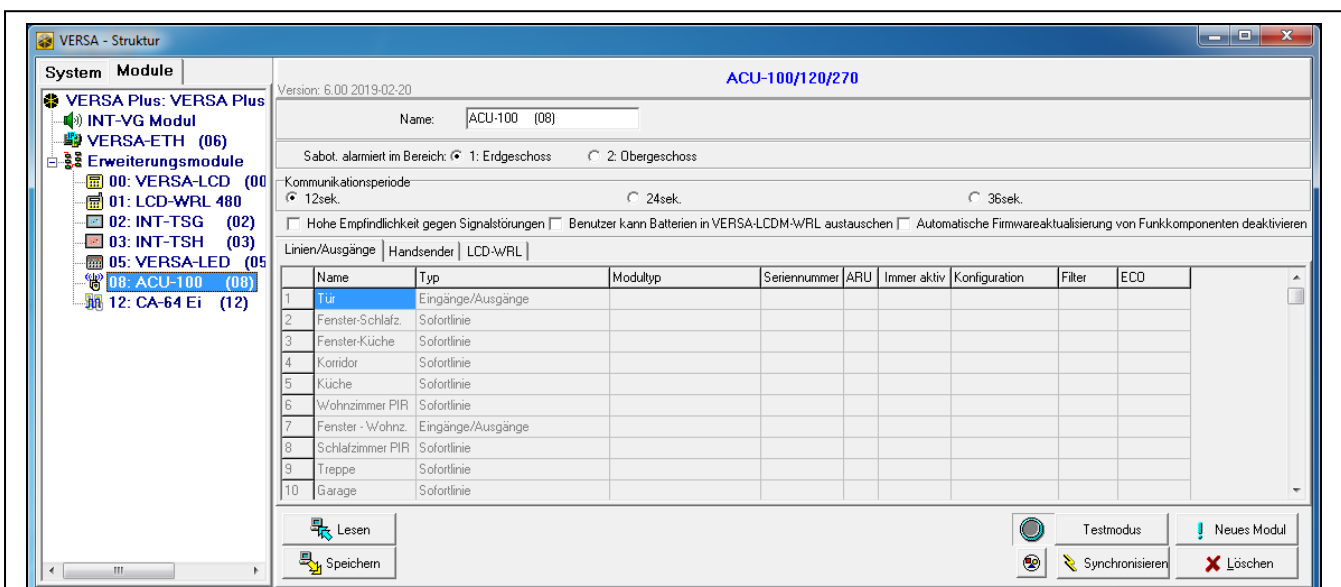 VERSA - Struktur
System Module
VERSA Plus: VERSA Plus
INT-VG Modul
VERSA-ETH (06)
Erweiterungsmodule
00: VERSA-LCD (00
01: LCD-WRL 480
02: INT-TSG (02)
03: INT-TSH (03)
05: VERSA-LED (05
08: ACU-100 (08)
12: CA-64 Ei (12)
ACU-100/120/270
Version: 6.00 2019-02-20
Name: ACU-100 (08)
Sabot. alarmiert im Bereich: 1: Erdgeschoss 2: Obergeschoss
Kommunikationsperiode
12sek. 24sek. 36sek.
Hohe Empfindlichkeit gegen Signalstörungen Benutzer kann Batterien in VERSA-LCDM-WRL austauschen Automatische Firmwareaktualisierung von Funkkomponenten deaktivieren
Linien/Ausgänge Handsender LCD-WRL
Name Typ Modultyp Seriennummer ARU Immer aktiv Konfiguration Filter ECO
1 Tür Eingänge/Ausgänge
2 Fenster-Schlafz. Sofortlinie
3 Fenster-Küche Sofortlinie
4 Korridor Sofortlinie
5 Küche Sofortlinie
6 Wohnzimmer PIR Sofortlinie
7 Fenster - Wohnz. Eingänge/Ausgänge
8 Schlafzimmer PIR Sofortlinie
9 Treppe Sofortlinie
10 Garage Sofortlinie
Lesen Testmodus Neues Modul
Speichern Synchronisieren Löschen